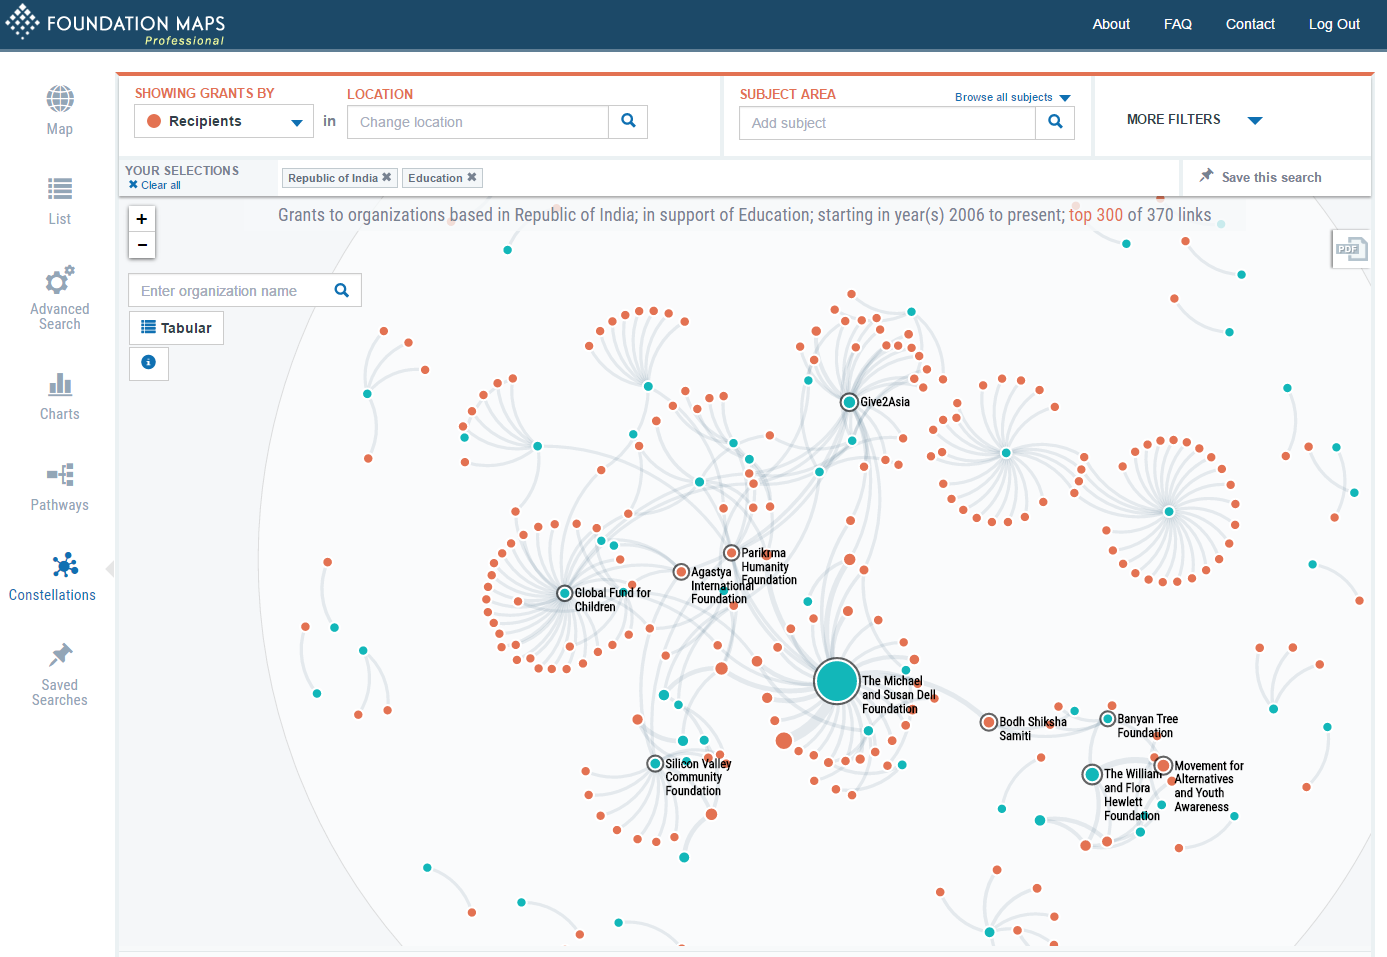 FOUNDATION MAPS
Professional
About FAQ Contact Log Out
Map
List
Advanced
Search
Charts
Pathways
Constellations
Saved
Searches
SHOWING GRANTS BY
Recipients
in
LOCATION
Change location
SUBJECT AREA
Browse all subjects
Add subject
MORE FILTERS
YOUR SELECTIONS
Clear all
Republic of India
Education
Save this search
+
−
Grants to organizations based in Republic of India; in support of Education; starting in year(s) 2006 to present; top 300 of 370 links
PDF
Enter organization name
Tabular
i
Give2Asia
Parikrma
Humanity
Foundation
Agastya
International
Foundation
Global Fund for
Children
The Michael
and Susan Dell
Foundation
Bodh Shiksha
Samiti
Banyan Tree
Foundation
Silicon Valley
Community
Foundation
The William
and Flora
Hewlett
Foundation
Movement for
Alternatives
and Youth
Awareness